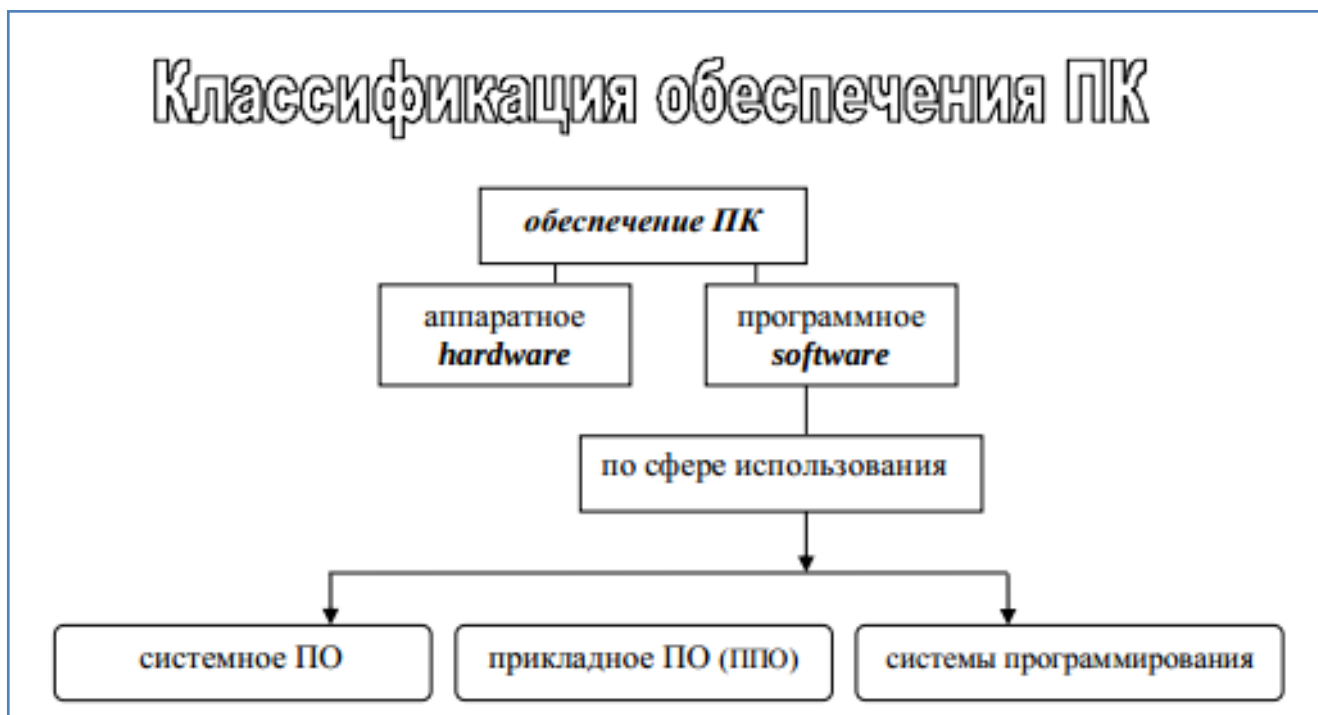 Классификация обеспечения ПК
обеспечение ПК
аппаратное
hardware
программное
software
по сфере использования
системное ПО
прикладное ПО (ППО)
системы программирования